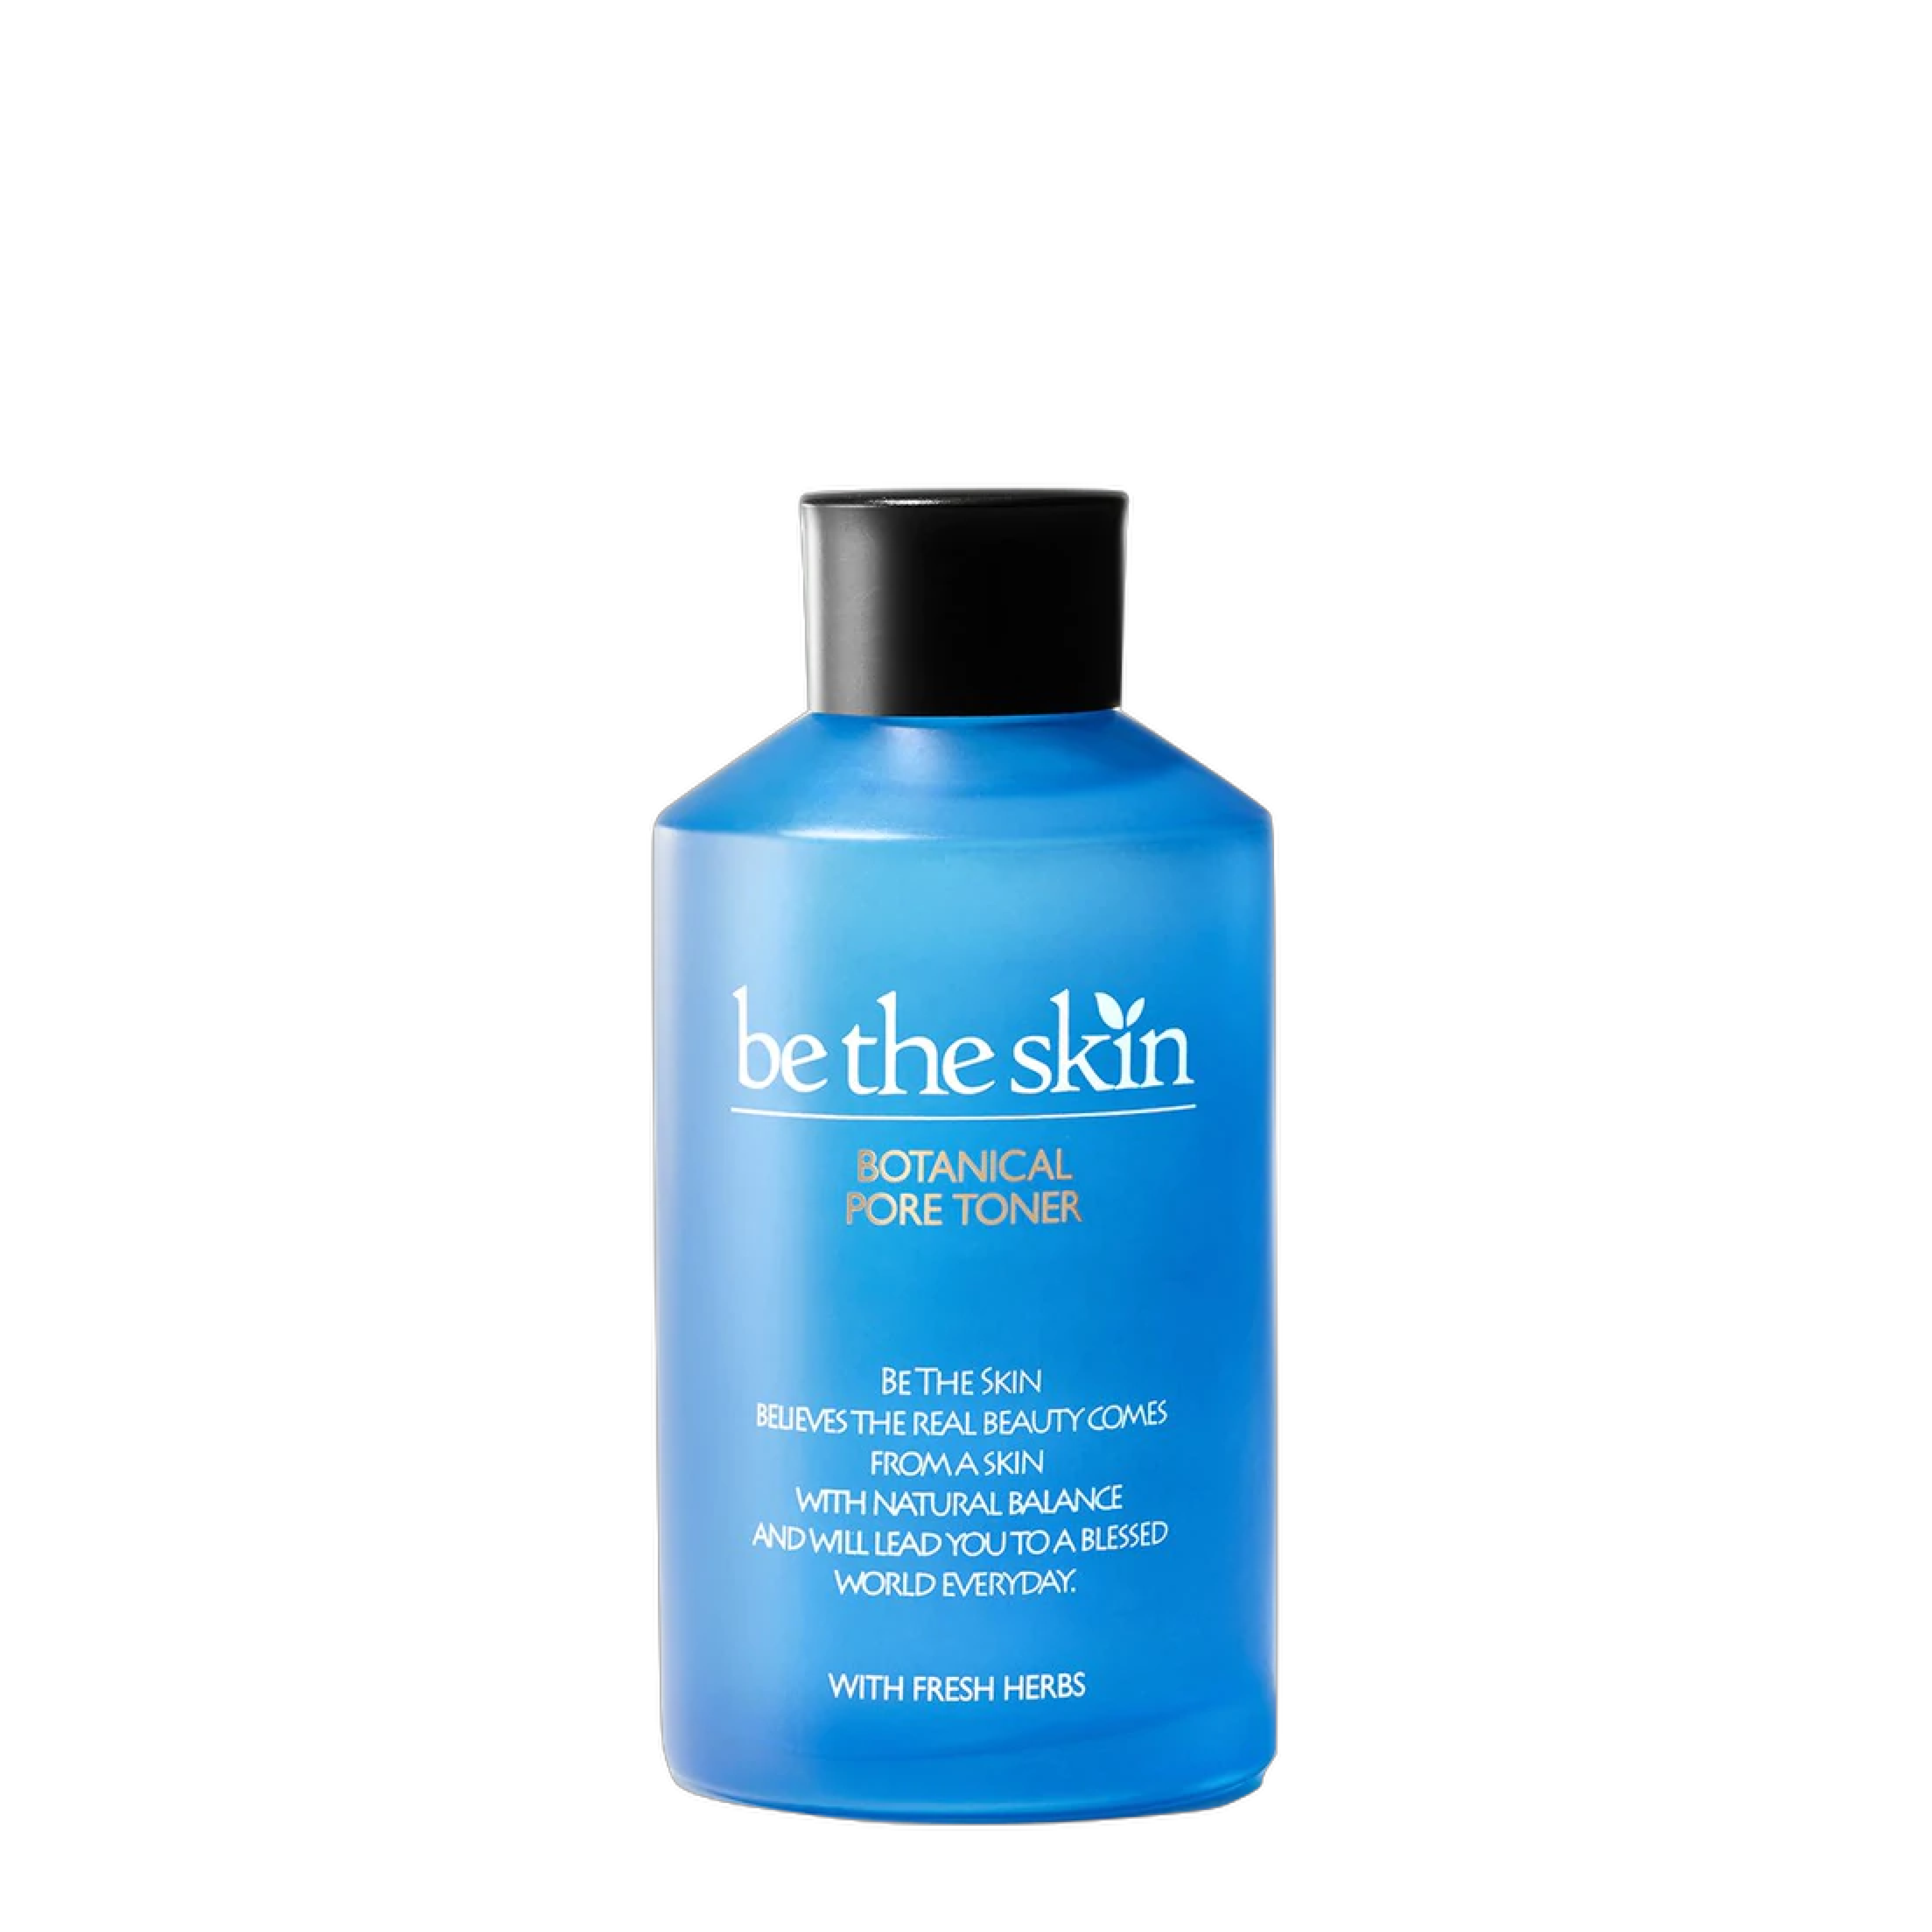 be the skin
BOTANICAL
PORE TONER
BE THE SKIN
BELIEVES THE REAL BEAUTY COMES
FROM A SKIN
WITH NATURAL BALANCE
AND WILL LEAD YOU TO A BLESSED
WORLD EVERYDAY.
WITH FRESH HERBS